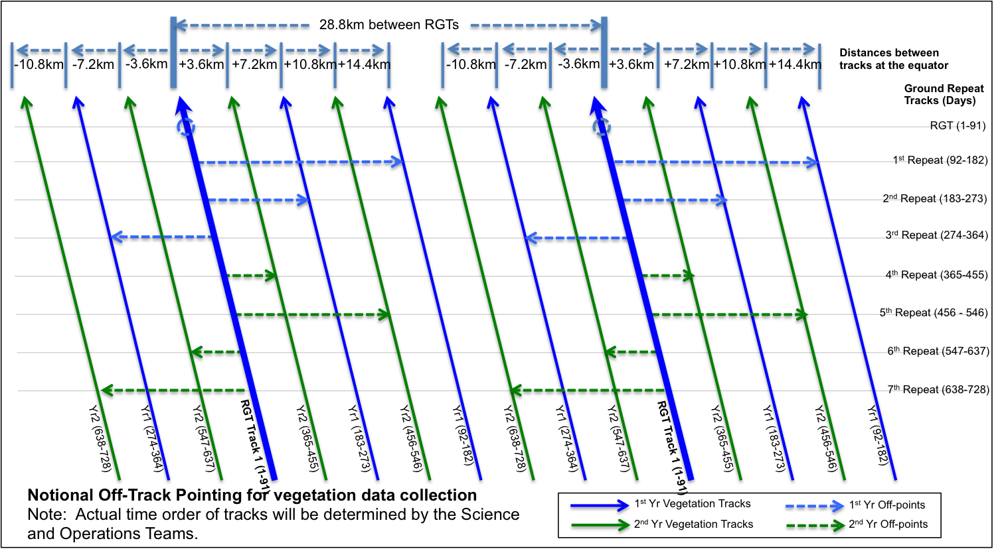 28.8km between RGTs
-10.8km -7.2km -3.6km +3.6km +7.2km +10.8km +14.4km -10.8km -7.2km -3.6km +3.6km +7.2km +10.8km +14.4km
Distances between
tracks at the equator
Ground Repeat
Tracks (Days)
RGT (1-91)
1st Repeat (92-182)
2nd Repeat (183-273)
3rd Repeat (274-364)
4th Repeat (365-455)
5th Repeat (456 - 546)
6th Repeat (547-637)
7th Repeat (638-728)
Yr2 (638-728)
Yr1 (274-364)
Yr2 (547-637)
RGT Track 1 (1-91)
Yr2 (365-455)
Yr1 (183-273)
Yr2 (456-546)
Yr1 (92-182)
Yr2 (638-728)
Yr1 (274-364)
Yr2 (547-637)
RGT Track 1 (1-91)
Yr2 (365-455)
Yr1 (183-273)
Yr2 (456-546)
Yr1 (92-182)
Notional Off-Track Pointing for vegetation data collection
Note: Actual time order of tracks will be determined by the Science
and Operations Teams.
1st Yr Vegetation Tracks
1st Yr Off-points
2nd Yr Vegetation Tracks
2nd Yr Off-points